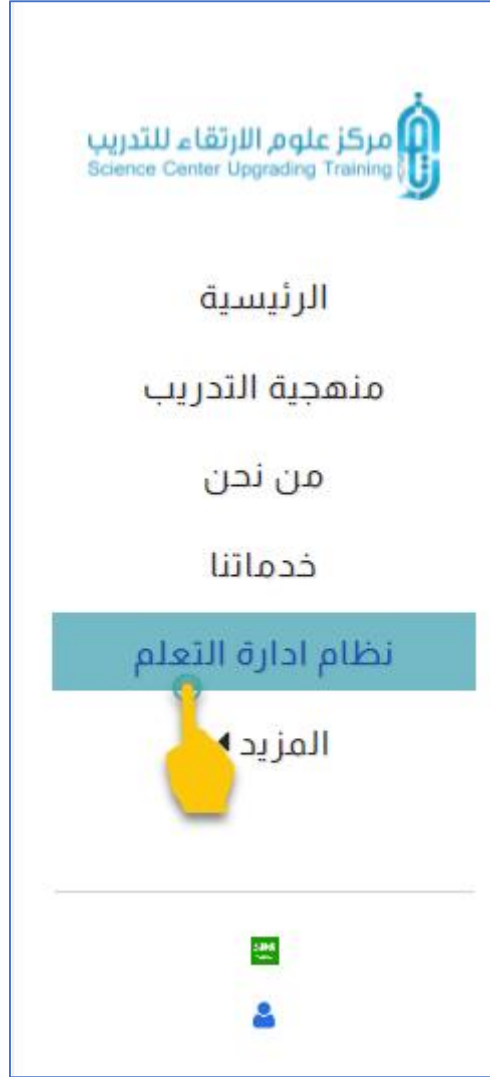 مركز علوم الارتقاء للتدريب
Science Center Upgrading Training
الرئيسية
منهجية التدريب
من نحن
خدماتنا
نظام ادارة التعلم
المزيد